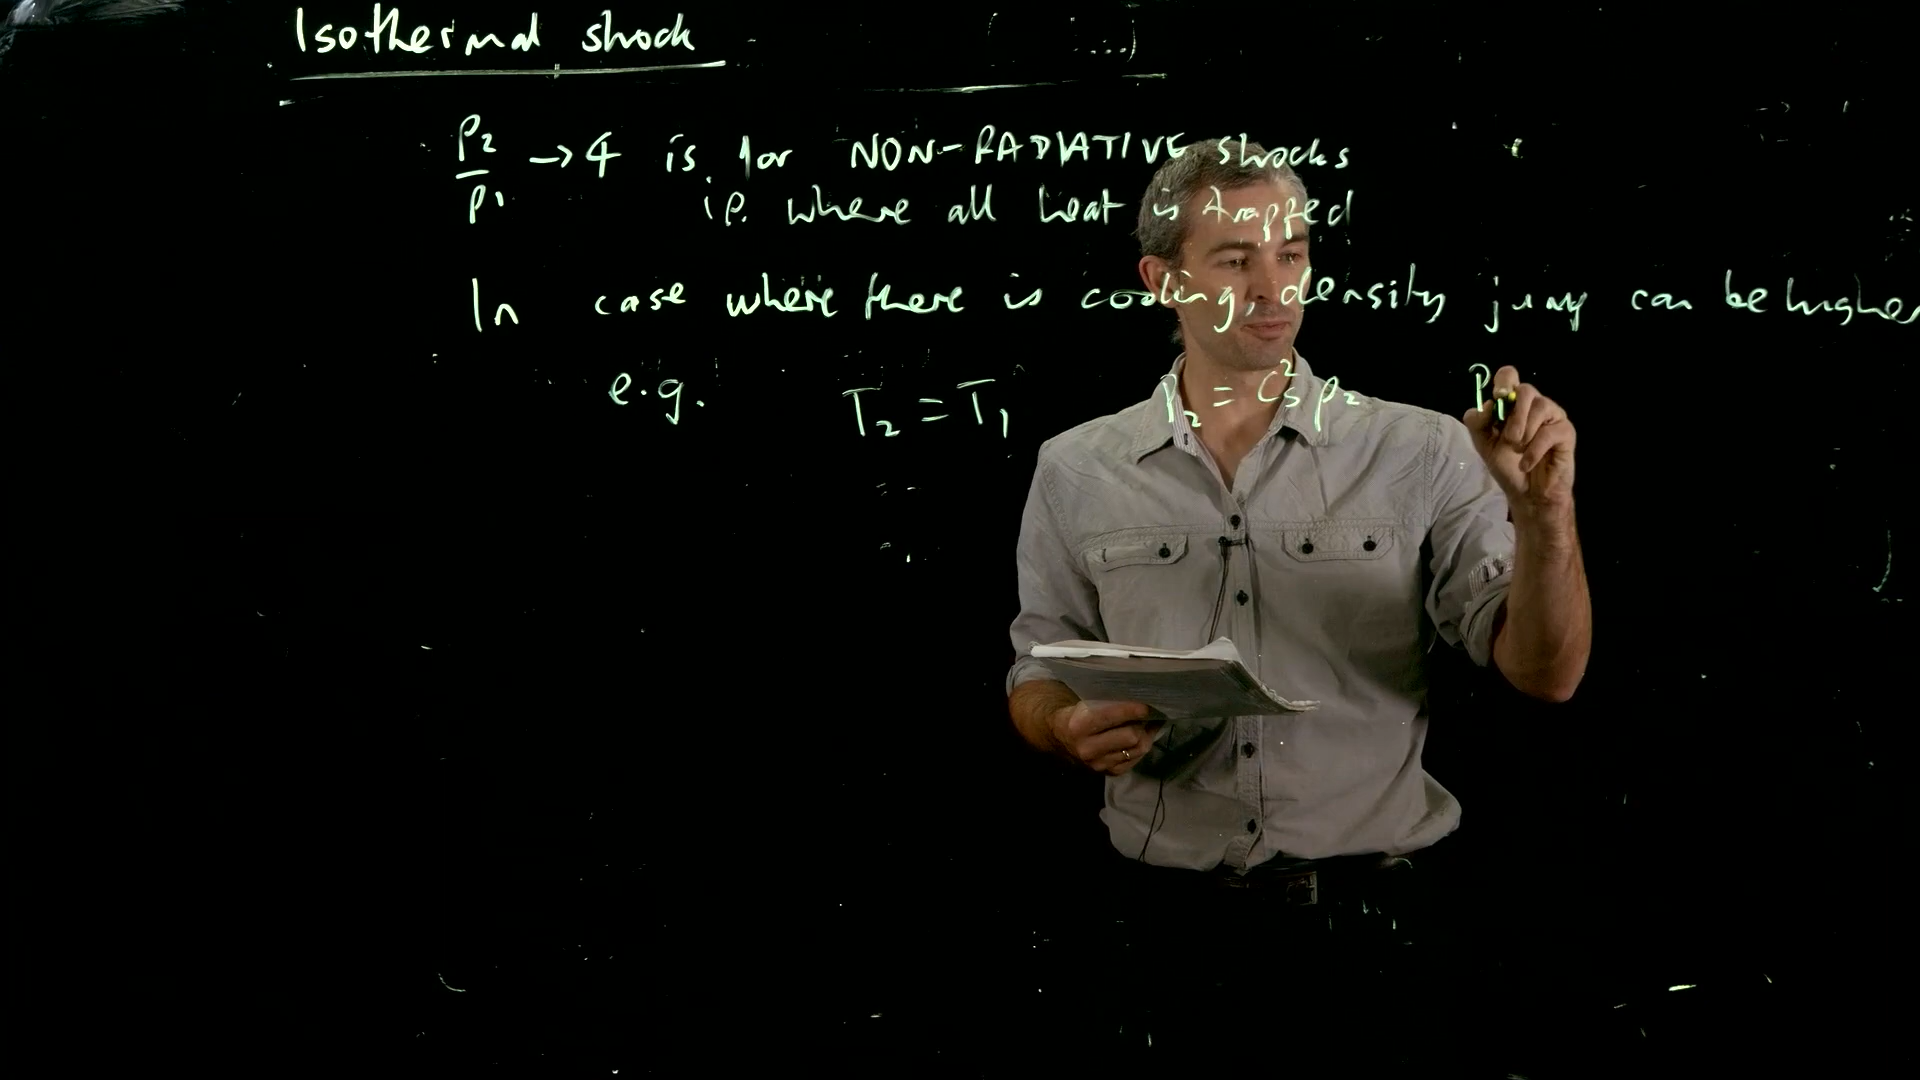 Isothermal shock
ρ2/ρ1 → 4 is for NON-RADIATIVE shocks
i.e. where all heat is trapped
In case where there is cooling, density jump can be higher
e.g. T₂ = T₁ P₂ = C_s² ρ₂ P₁